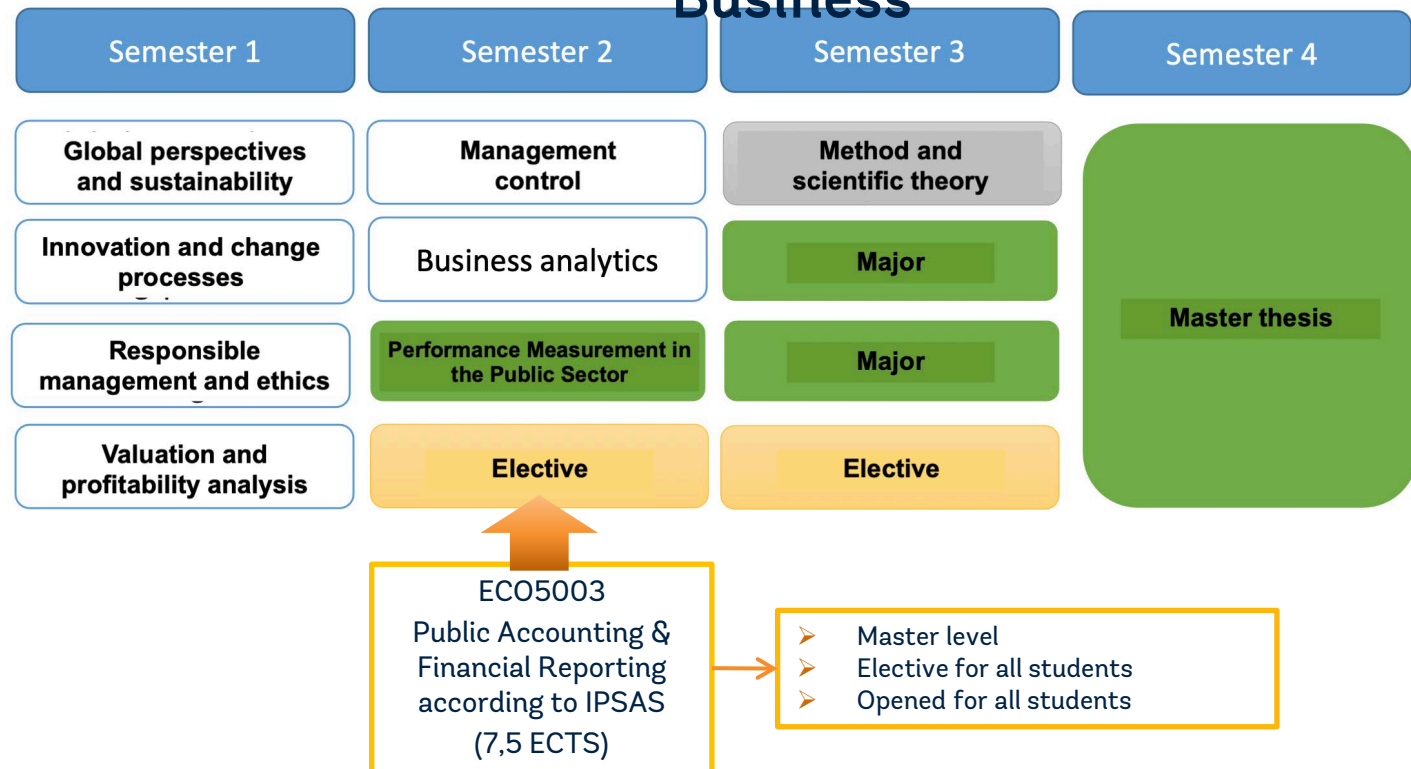 Business
Semester 1
Semester 2
Semester 3
Semester 4
Global perspectives
and sustainability
Management
control
Method and
scientific theory
Innovation and change
processes
Business analytics
Major
Responsible
management and ethics
Performance Measurement in
the Public Sector
Major
Master thesis
Valuation and
profitability analysis
Elective
Elective
ECO5003
Public Accounting &
Financial Reporting
according to IPSAS
(7,5 ECTS)
➢ Master level
➢ Elective for all students
➢ Opened for all students